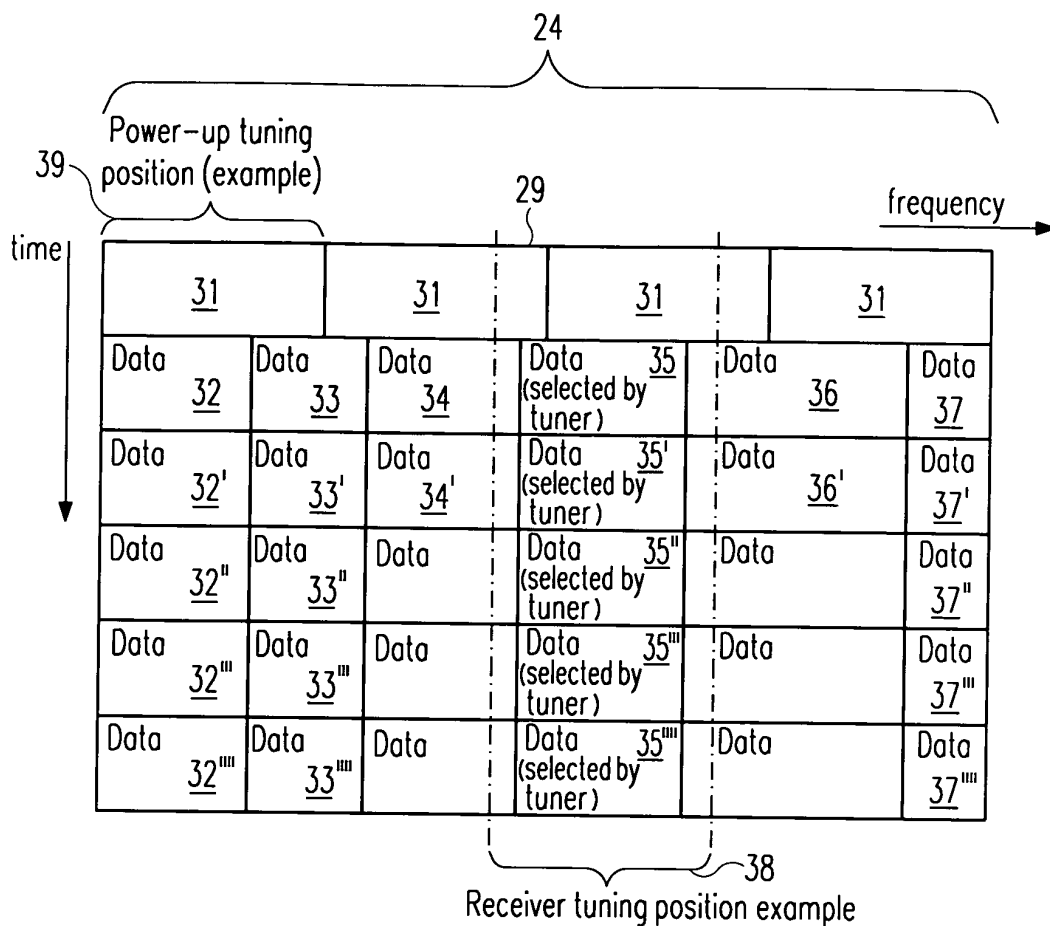 24
Power-up tuning
position (example)
39
29
frequency
time
31 31 31 31
Data 32 Data 33 Data 34 Data 35 (selected by tuner) Data 36 Data 37
Data 32' Data 33' Data 34' Data 35' (selected by tuner) Data 36' Data 37'
Data 32'' Data 33'' Data Data 35'' (selected by tuner) Data Data 37''
Data 32''' Data 33''' Data Data 35''' (selected by tuner) Data Data 37'''
Data 32'''' Data 33'''' Data Data 35'''' (selected by tuner) Data Data 37''''
38
Receiver tuning position example